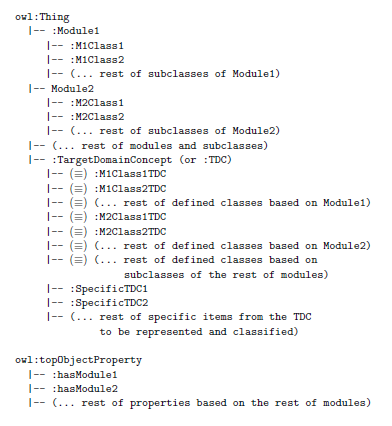 owl:Thing
|-- :Module1
|-- :M1Class1
|-- :M1Class2
|-- (... rest of subclasses of Module1)
|-- Module2
|-- :M2Class1
|-- :M2Class2
|-- (... rest of subclasses of Module2)
|-- (... rest of modules and subclasses)
|-- :TargetDomainConcept (or :TDC)
|-- (≡) :M1Class1TDC
|-- (≡) :M1Class2TDC
|-- (≡) (... rest of defined classes based on Module1)
|-- (≡) :M2Class1TDC
|-- (≡) :M2Class2TDC
|-- (≡) (... rest of defined classes based on Module2)
|-- (≡) (... rest of defined classes based on
subclasses of the rest of modules)
|-- :SpecificTDC1
|-- :SpecificTDC2
|-- (... rest of specific items from the TDC
to be represented and classified)
owl:topObjectProperty
|-- :hasModule1
|-- :hasModule2
|-- (... rest of properties based on the rest of modules)